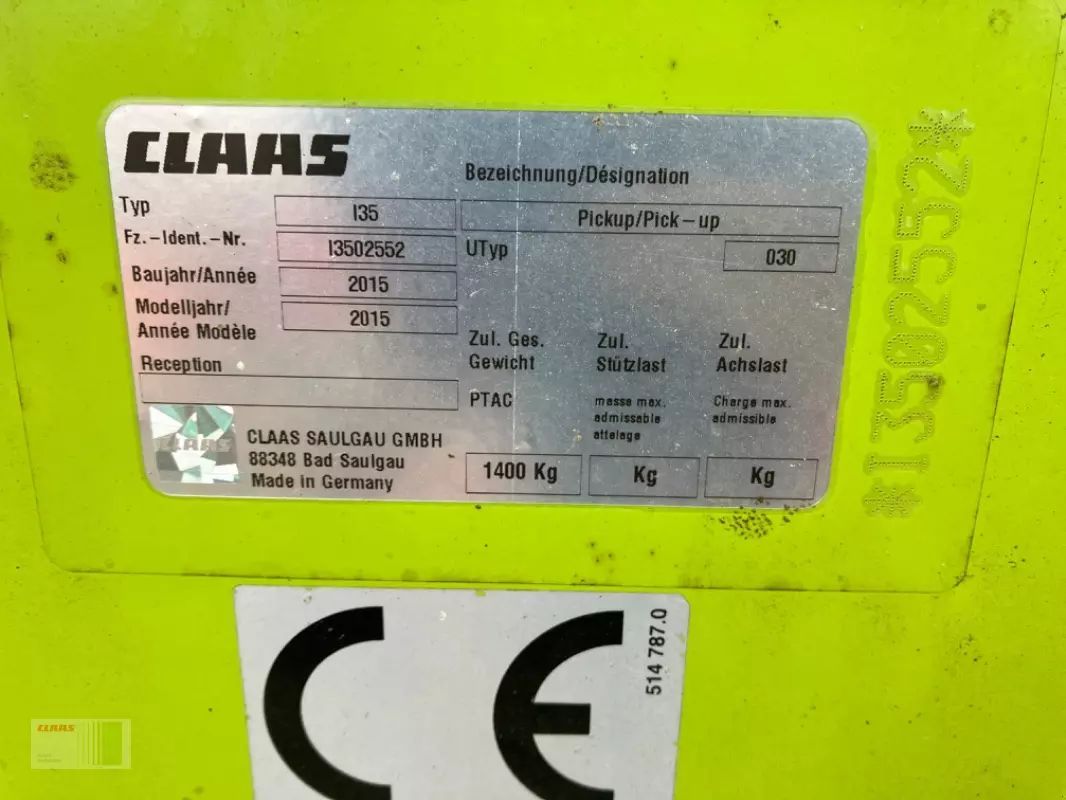 CLAAS
Bezeichnung/Désignation
Typ I35 Pickup/Pick-up
Fz.-Ident.-Nr. I3502552 UTyp 030
Baujahr/Année 2015
Modelljahr/
Année Modèle 2015
Reception
Zul. Ges.
Gewicht
PTAC
1400 Kg
Zul.
Stützlast
masse max.
admissable
attelage
Kg
Zul.
Achslast
Charge max.
admissible
Kg
CLAAS
CLAAS SAULGAU GMBH
88348 Bad Saulgau
Made in Germany
*I3502552*
CE
514 787.0
CLAAS